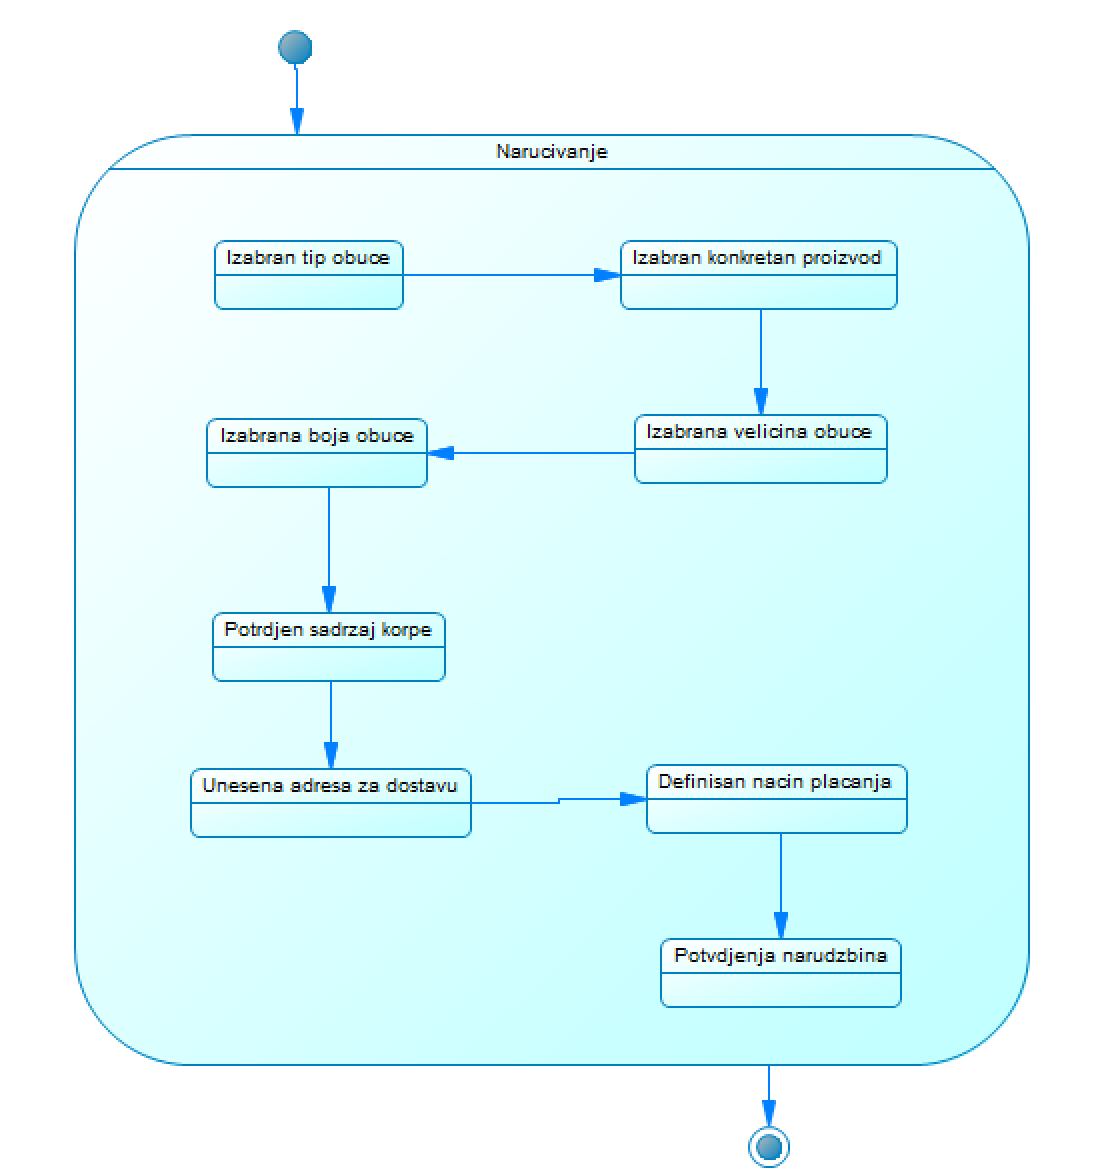 Narucivanje
Izabran tip obuce
Izabran konkretan proizvod
Izabrana velicina obuce
Izabrana boja obuce
Potrdjen sadrzaj korpe
Unesena adresa za dostavu
Definisan nacin placanja
Potvdjenja narudzbina